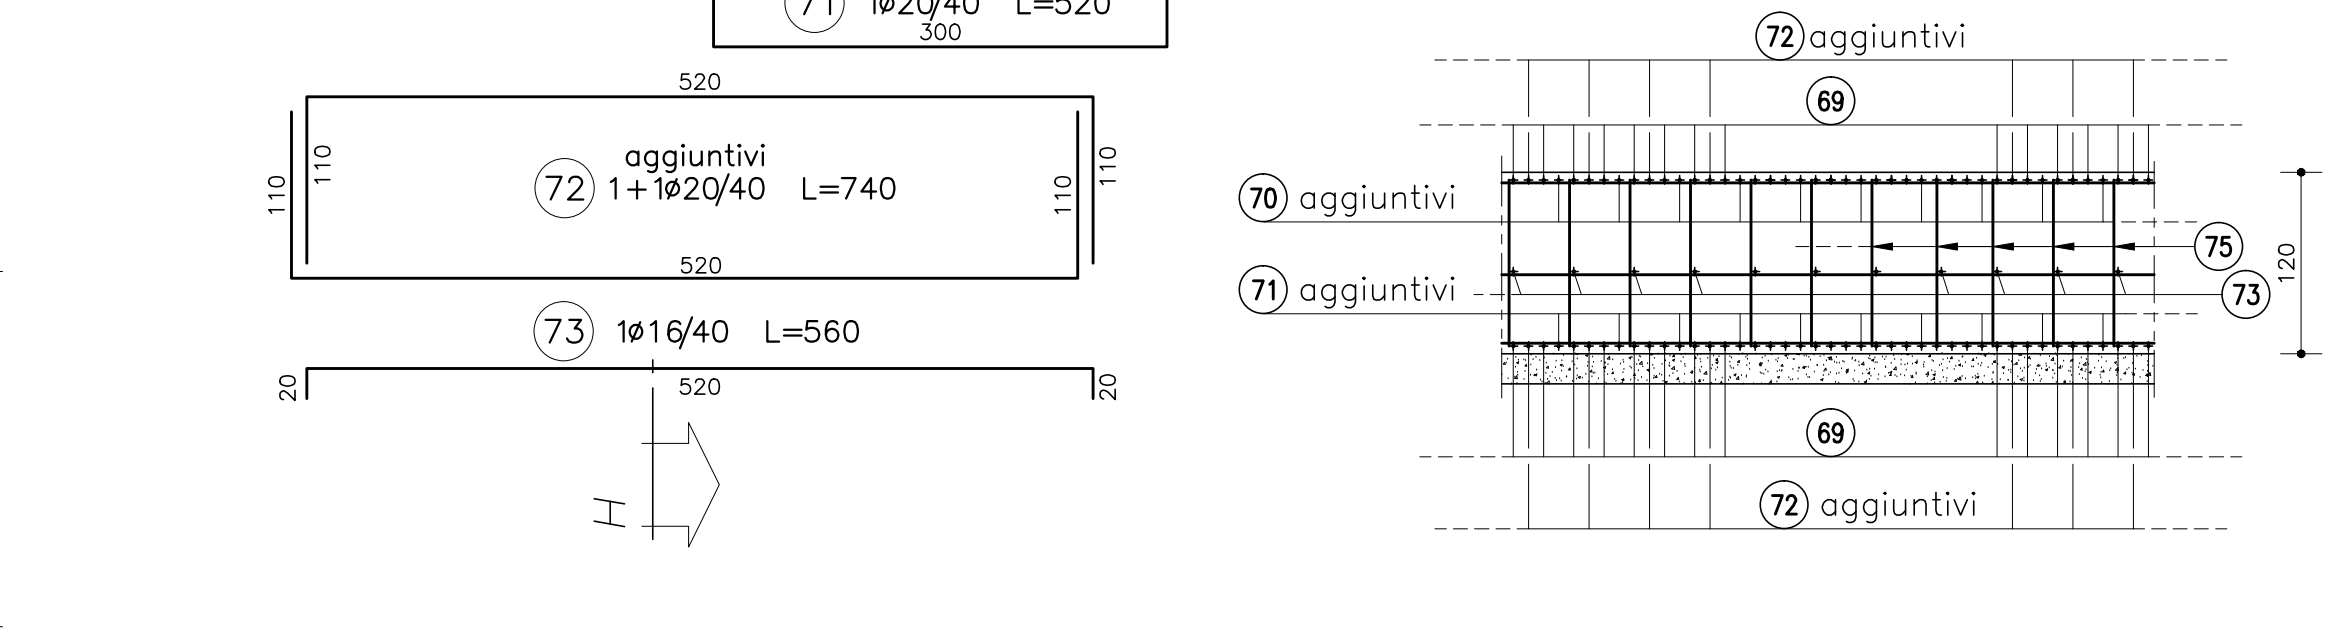 71 1ø20/40 L=520
300
520
110
110
aggiuntivi
72 1+1ø20/40 L=740
110
110
520
73 1ø16/40 L=560
20
520
20
H
72 aggiuntivi
69
70 aggiuntivi
75
120
71 aggiuntivi
73
69
72 aggiuntivi